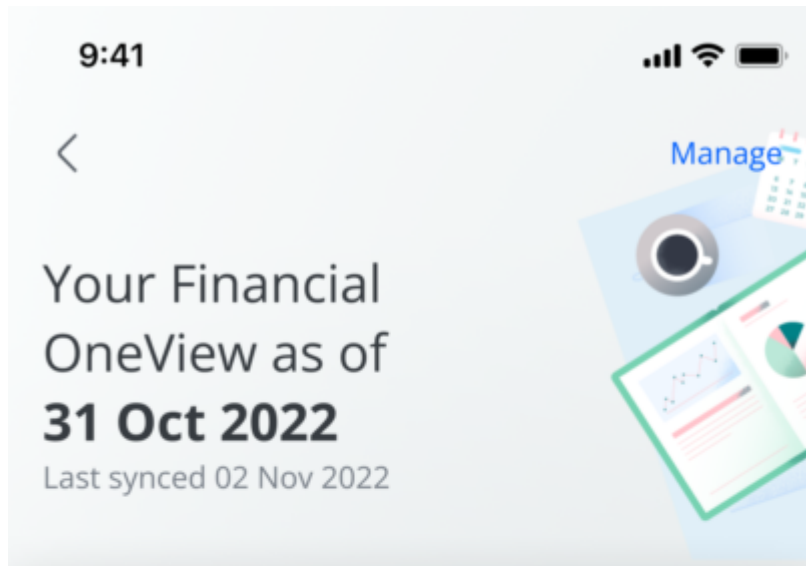 9:41
Manage
Your Financial
OneView as of
31 Oct 2022
Last synced 02 Nov 2022